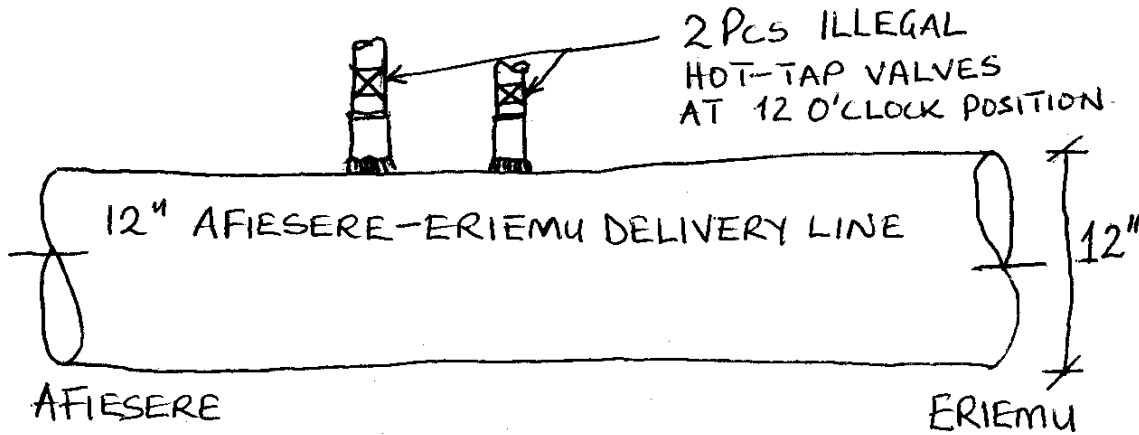 2 Pcs ILLEGAL
HOT-TAP VALVES
AT 12 O'CLOCK POSITION
12" AFIESERE-ERIEMU DELIVERY LINE
12"
AFIESERE
ERIEMU